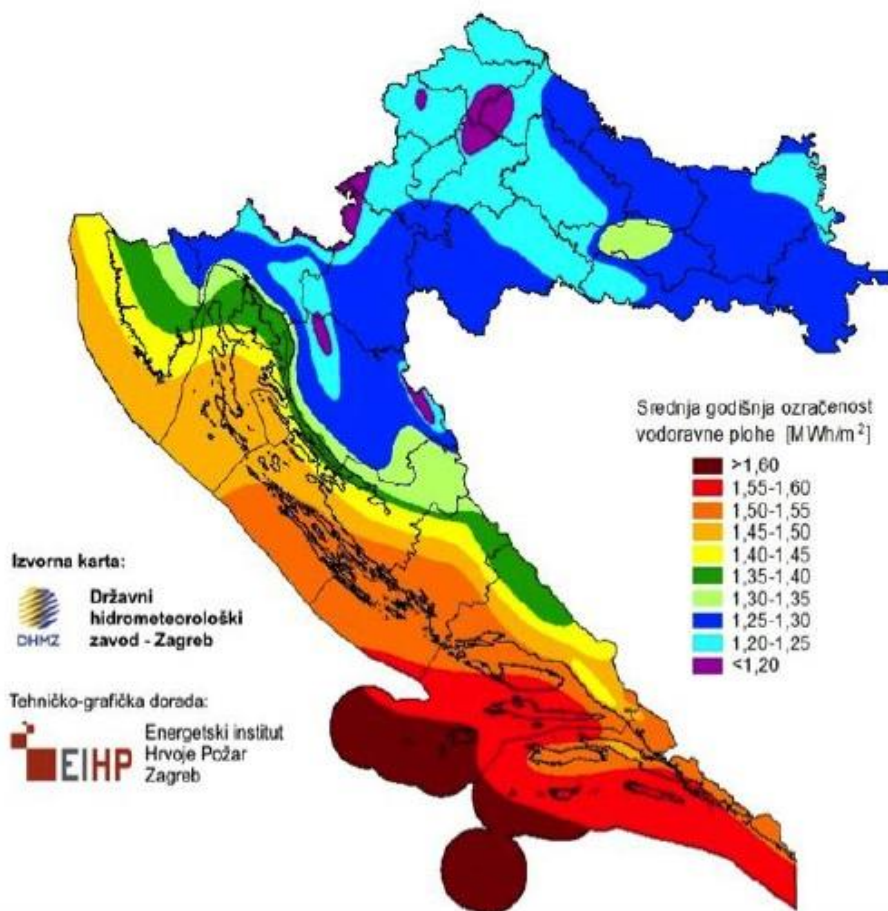 Srednja godišnja ozračenost
vodoravne plohe [MWh/m²]
>1,60
1,55-1,60
1,50-1,55
1,45-1,50
1,40-1,45
1,35-1,40
1,30-1,35
1,25-1,30
1,20-1,25
<1,20
Izvorna karta:
DHMZ
Državni
hidrometeorološki
zavod - Zagreb
Tehničko-grafička dorada:
EIHP
Energetski institut
Hrvoje Požar
Zagreb